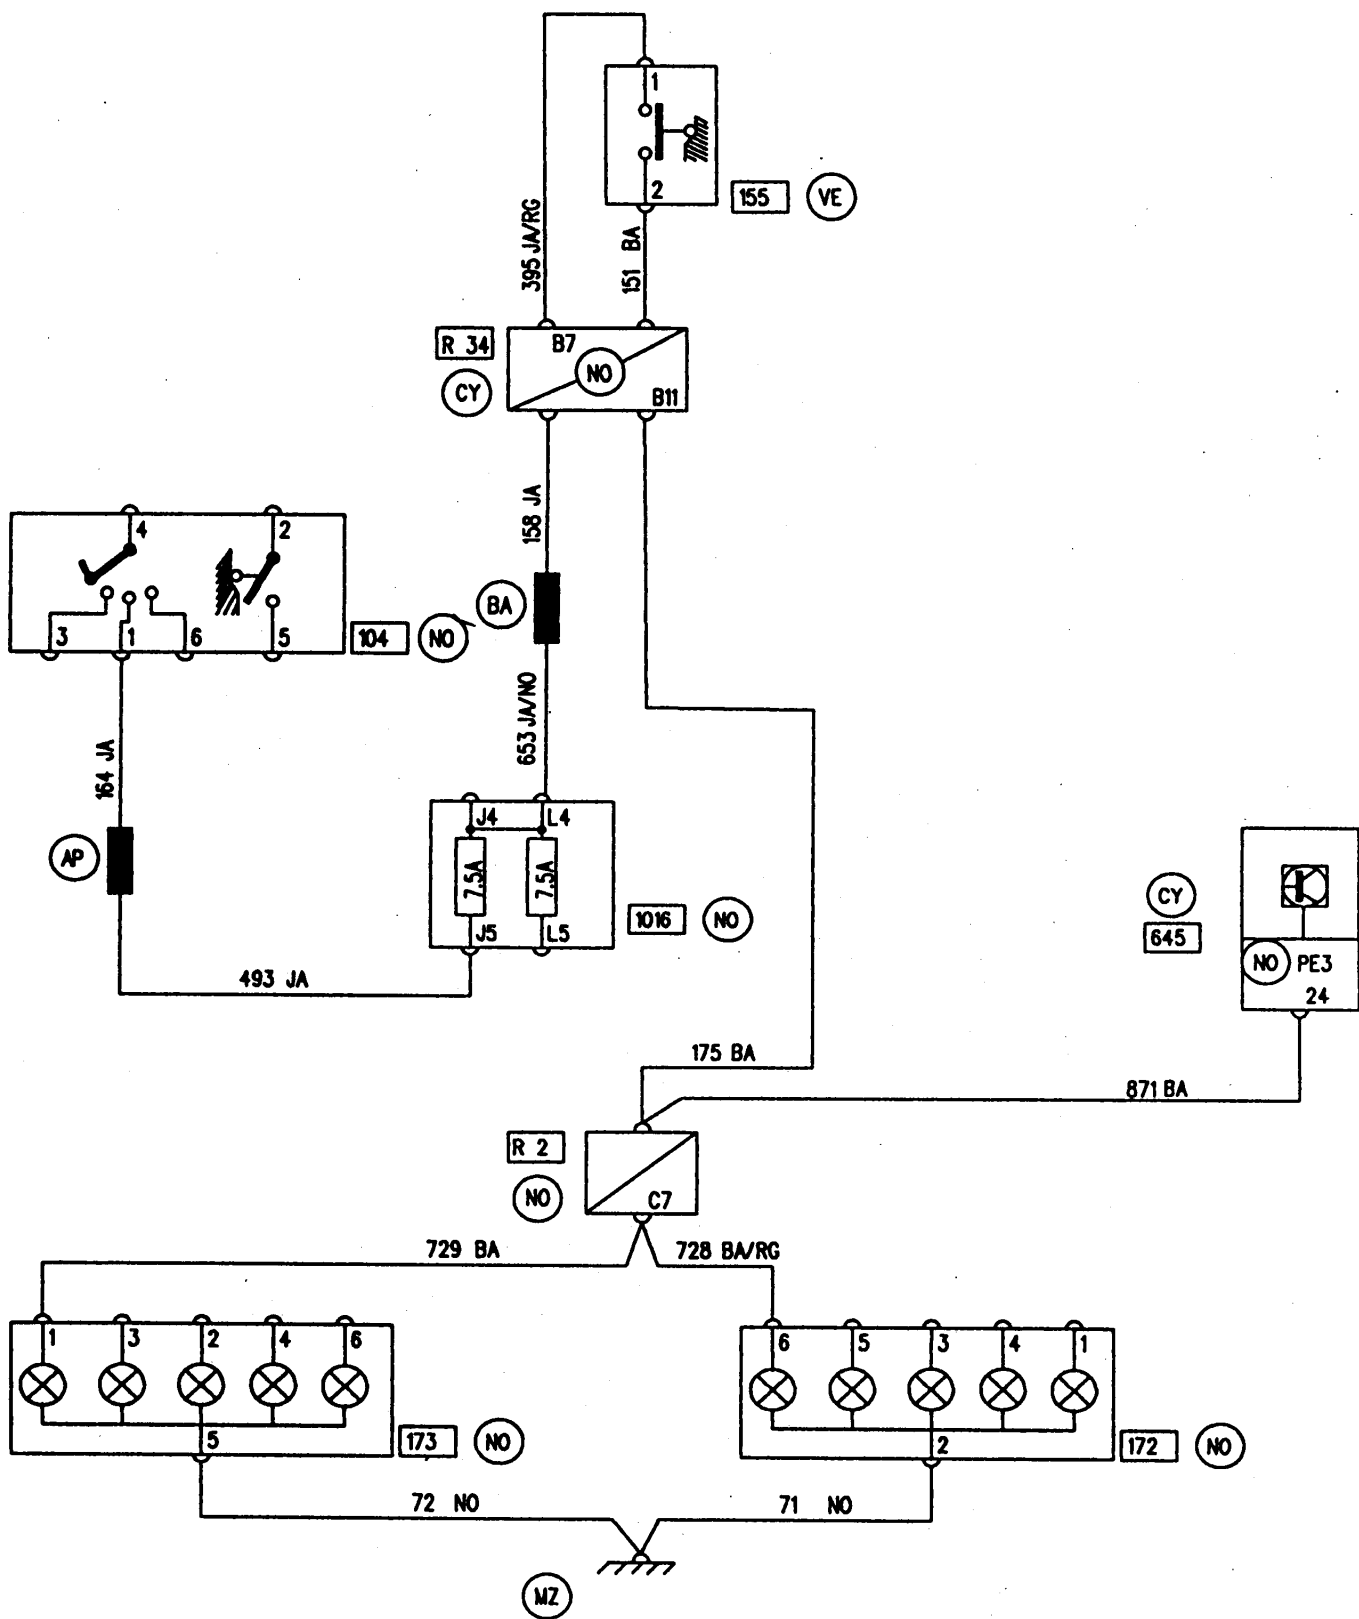 1
2
155 VE
395 JA/RG
151 BA
R 34
CY
B7
NO
B11
158 JA
4 2
3 1 6 5
104 NO
BA
653 JA/NO
164 JA
AP
J4 L4
7.5A 7.5A
J5 L5
1016 NO
493 JA
CY
645
NO PE3
24
175 BA
871 BA
R 2
NO
C7
729 BA
728 BA/RG
1 3 2 4 6
5
173 NO
6 5 3 4 1
2
172 NO
72 NO
71 NO
MZ